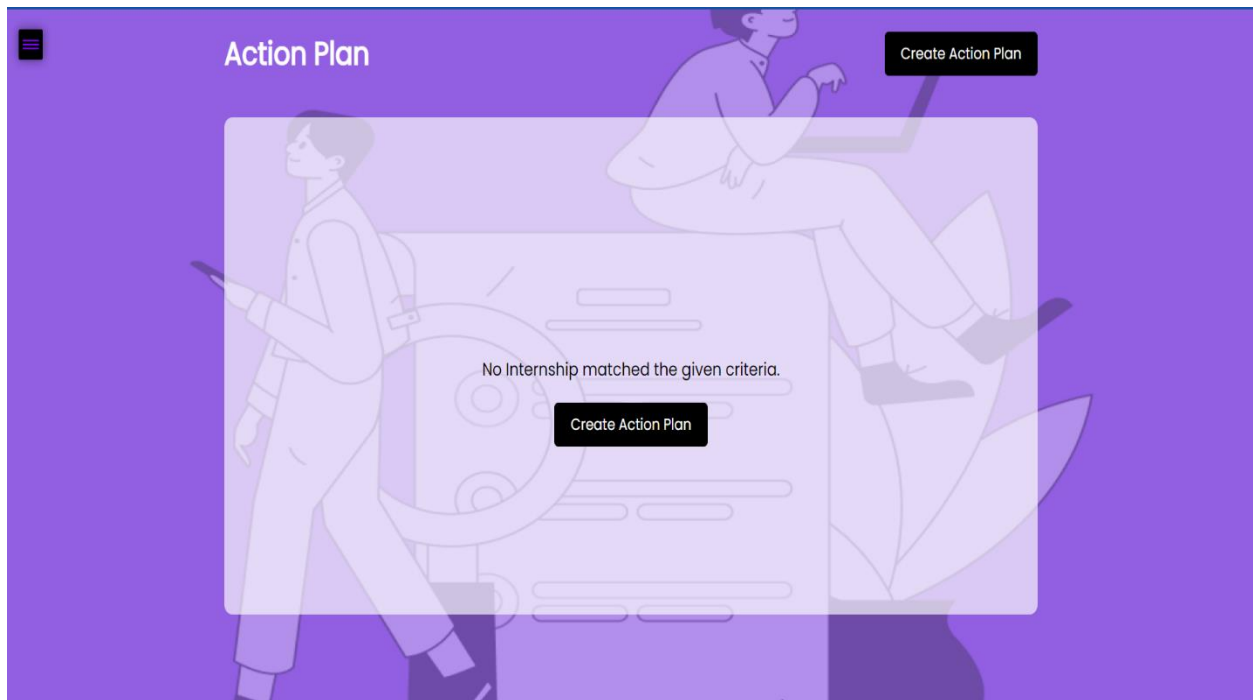 Action Plan
Create Action Plan
No Internship matched the given criteria.
Create Action Plan